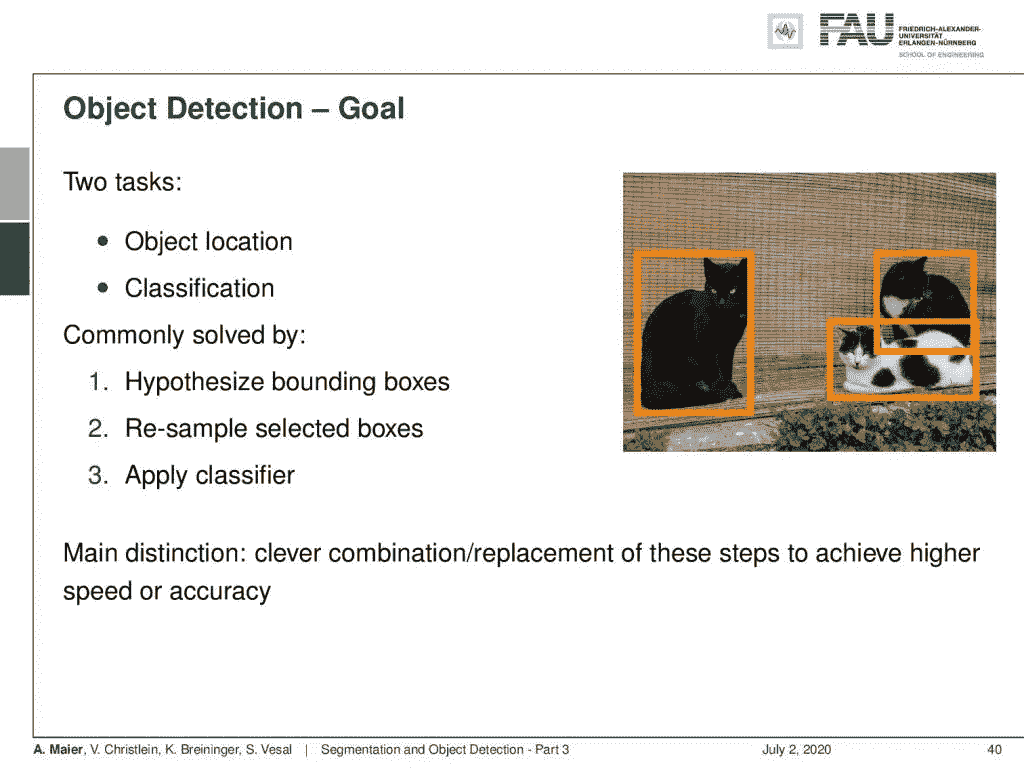 FAU
FRIEDRICH-ALEXANDER-
UNIVERSITÄT
ERLANGEN-NÜRNBERG
SCHOOL OF ENGINEERING
Object Detection – Goal
Two tasks:
• Object location
• Classification
Commonly solved by:
1. Hypothesize bounding boxes
2. Re-sample selected boxes
3. Apply classifier
Main distinction: clever combination/replacement of these steps to achieve higher
speed or accuracy
A. Maier, V. Christlein, K. Breininger, S. Vesal | Segmentation and Object Detection - Part 3 July 2, 2020 40